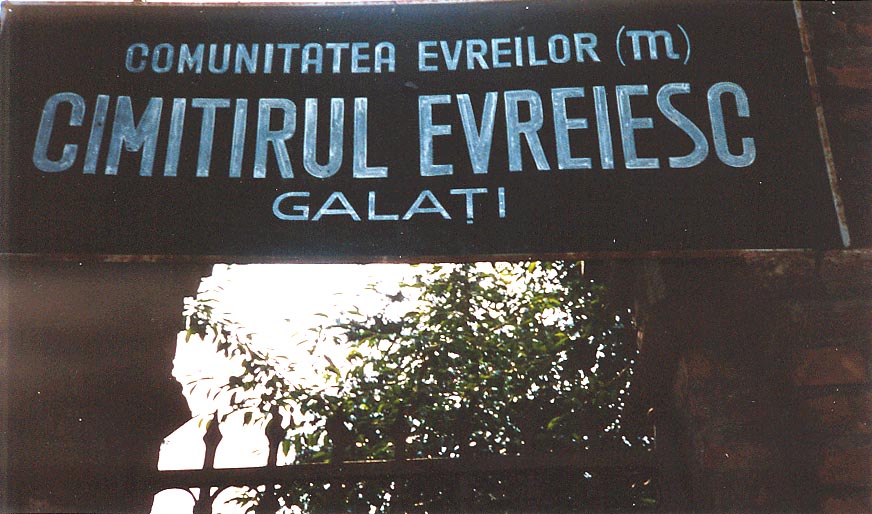 COMUNITATEA EVREILOR (m)
CIMITIRUL EVREIESC
GALAȚI